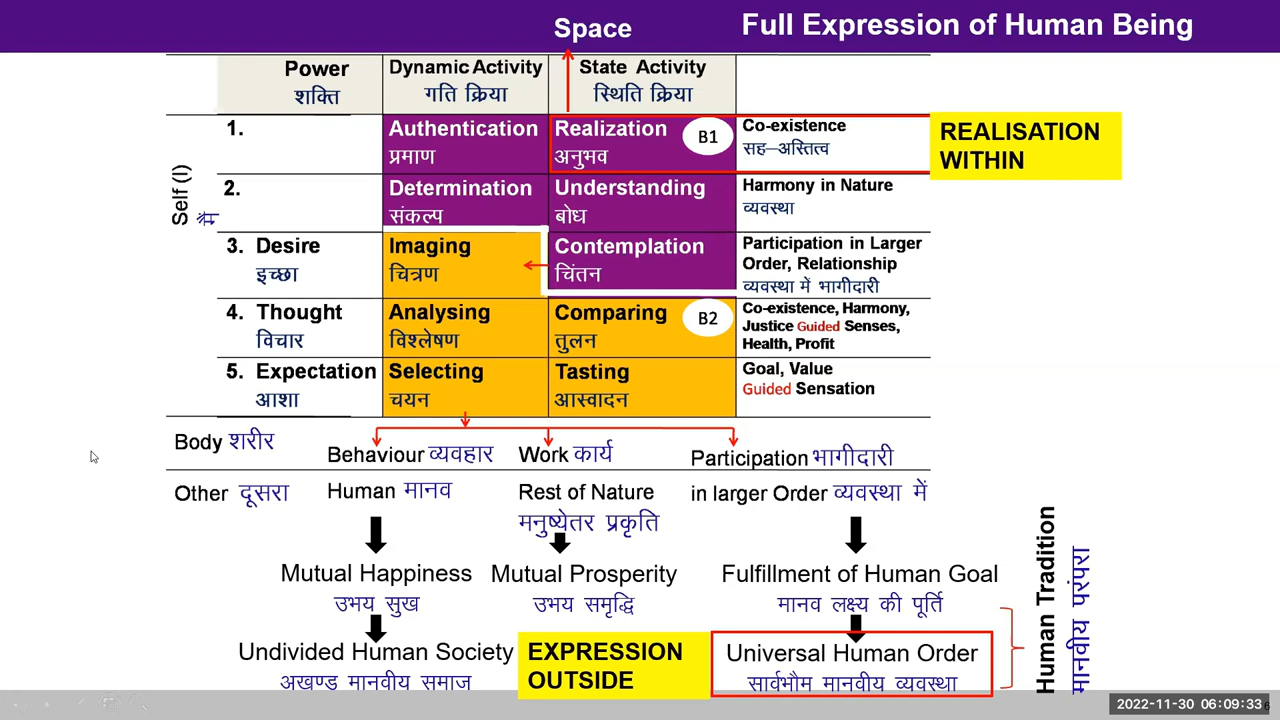 Space
Full Expression of Human Being
Power
शक्ति
Dynamic Activity
गति क्रिया
State Activity
स्थिति क्रिया
Self (I)
मैं
1.
Authentication
प्रमाण
Realization
अनुभव
B1
Co-existence
सह–अस्तित्व
REALISATION
WITHIN
2.
Determination
संकल्प
Understanding
बोध
Harmony in Nature
व्यवस्था
3. Desire
इच्छा
Imaging
चित्रण
Contemplation
चिंतन
Participation in Larger
Order, Relationship
व्यवस्था में भागीदारी
4. Thought
विचार
Analysing
विश्लेषण
Comparing
तुलन
B2
Co-existence, Harmony,
Justice Guided Senses,
Health, Profit
5. Expectation
आशा
Selecting
चयन
Tasting
आस्वादन
Goal, Value
Guided Sensation
Body शरीर
Behaviour व्यवहार
Work कार्य
Participation भागीदारी
Other दूसरा
Human मानव
Rest of Nature
मनुष्येतर प्रकृति
in larger Order व्यवस्था में
Mutual Happiness
उभय सुख
Mutual Prosperity
उभय समृद्धि
Fulfillment of Human Goal
मानव लक्ष्य की पूर्ति
Undivided Human Society
अखण्ड मानवीय समाज
EXPRESSION
OUTSIDE
Universal Human Order
सार्वभौम मानवीय व्यवस्था
Human Tradition
मानवीय परंपरा
2022-11-30 06:09:33
6